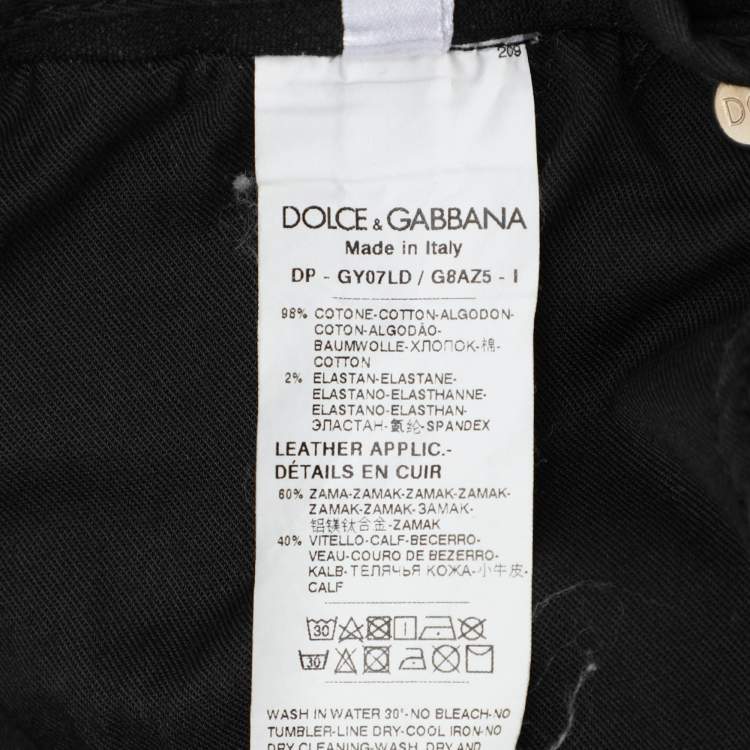 209
DOLCE & GABBANA
Made in Italy
DP - GY07LD / G8AZ5 - I
98% COTONE-COTTON-ALGODON-
COTON-ALGODÃO-
BAUMWOLLE-ХЛОПОК-棉-
COTTON
2% ELASTAN-ELASTANE-
ELASTANO-ELASTHANNE-
ELASTANO-ELASTHAN-
ЭЛАСТАН-氨纶-SPANDEX
LEATHER APPLIC.-
DÉTAILS EN CUIR
60% ZAMA-ZAMAK-ZAMAK-ZAMAK-
ZAMAK-ZAMAK-ЗАМАК-
铝镁钛合金-ZAMAK
40% VITELLO-CALF-BECERRO-
VEAU-COURO DE BEZERRO-
KALB-ТЕЛЯЧЬЯ КОЖА-小牛皮-
CALF
30
30
WASH IN WATER 30°-NO BLEACH-NO
TUMBLER-LINE DRY-COOL IRON-NO
DRY CLEANING-WASH, DRY AND